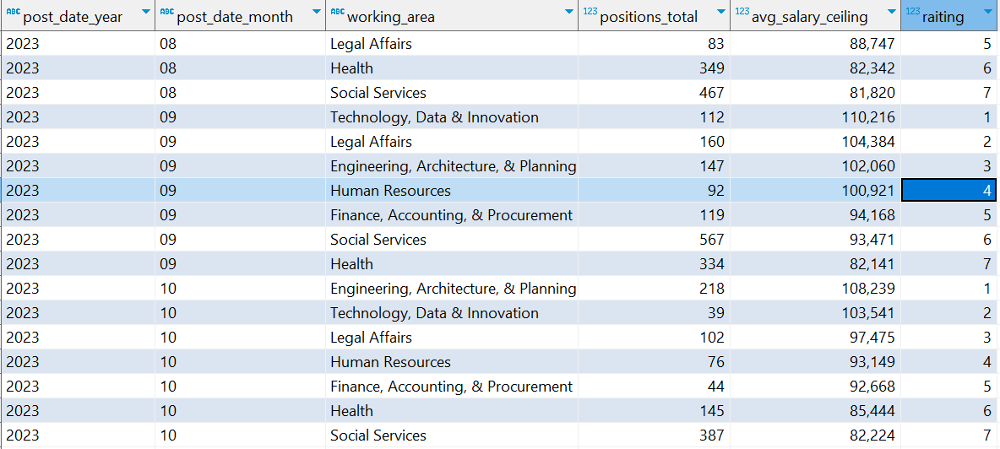 ABC post_date_year ABC post_date_month ABC working_area 123 positions_total 123 avg_salary_ceiling 123 raiting
2023 08 Legal Affairs 83 88,747 5
2023 08 Health 349 82,342 6
2023 08 Social Services 467 81,820 7
2023 09 Technology, Data & Innovation 112 110,216 1
2023 09 Legal Affairs 160 104,384 2
2023 09 Engineering, Architecture, & Planning 147 102,060 3
2023 09 Human Resources 92 100,921 4
2023 09 Finance, Accounting, & Procurement 119 94,168 5
2023 09 Social Services 567 93,471 6
2023 09 Health 334 82,141 7
2023 10 Engineering, Architecture, & Planning 218 108,239 1
2023 10 Technology, Data & Innovation 39 103,541 2
2023 10 Legal Affairs 102 97,475 3
2023 10 Human Resources 76 93,149 4
2023 10 Finance, Accounting, & Procurement 44 92,668 5
2023 10 Health 145 85,444 6
2023 10 Social Services 387 82,224 7